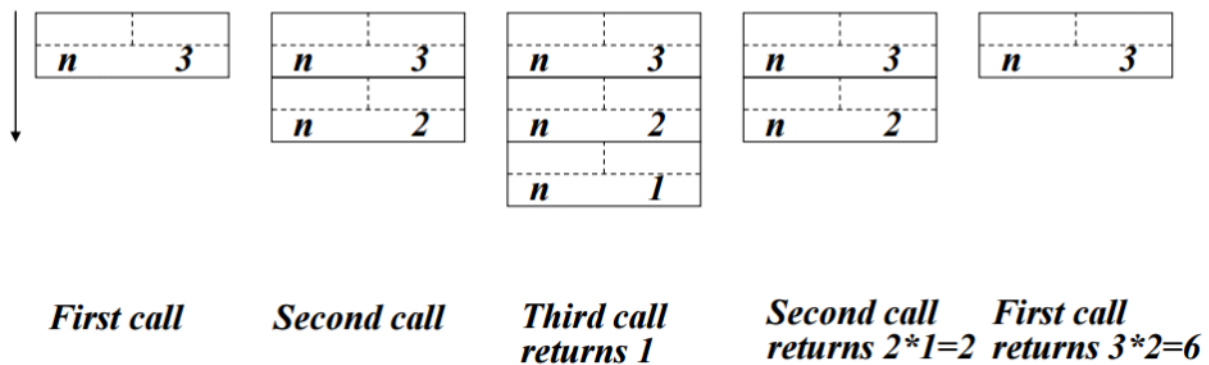 n 3 n 3 n 3 n 3 n 3
n 2 n 2 n 2
n 1
First call
Second call
Third call
returns 1
Second call
returns 2*1=2
First call
returns 3*2=6